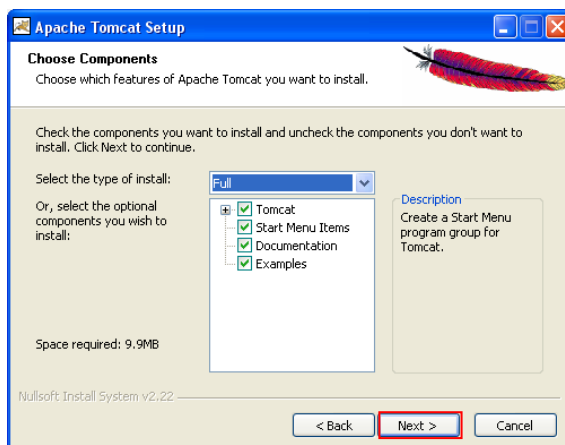 Apache Tomcat Setup
Choose Components
Choose which features of Apache Tomcat you want to install.
Check the components you want to install and uncheck the components you don't want to
install. Click Next to continue.
Select the type of install:
Full
Or, select the optional
components you wish to
install:
Tomcat
Start Menu Items
Documentation
Examples
Description
Create a Start Menu
program group for
Tomcat.
Space required: 9.9MB
Nullsoft Install System v2.22
< Back
Next >
Cancel